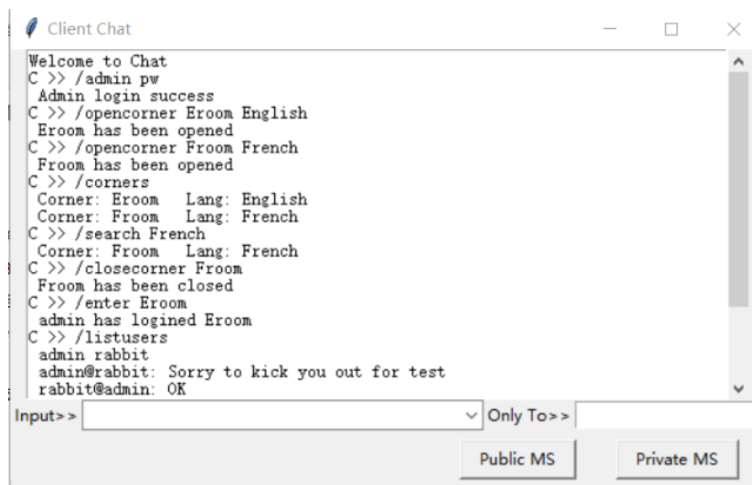 Client Chat
Welcome to Chat
C >> /admin pw
Admin login success
C >> /opencorner Eroom English
Eroom has been opened
C >> /opencorner Froom French
Froom has been opened
C >> /corners
Corner: Eroom Lang: English
Corner: Froom Lang: French
C >> /search French
Corner: Froom Lang: French
C >> /closecorner Froom
Froom has been closed
C >> /enter Eroom
admin has logined Eroom
C >> /listusers
admin rabbit
admin@rabbit: Sorry to kick you out for test
rabbit@admin: OK
Input>> Only To>>
Public MS Private MS